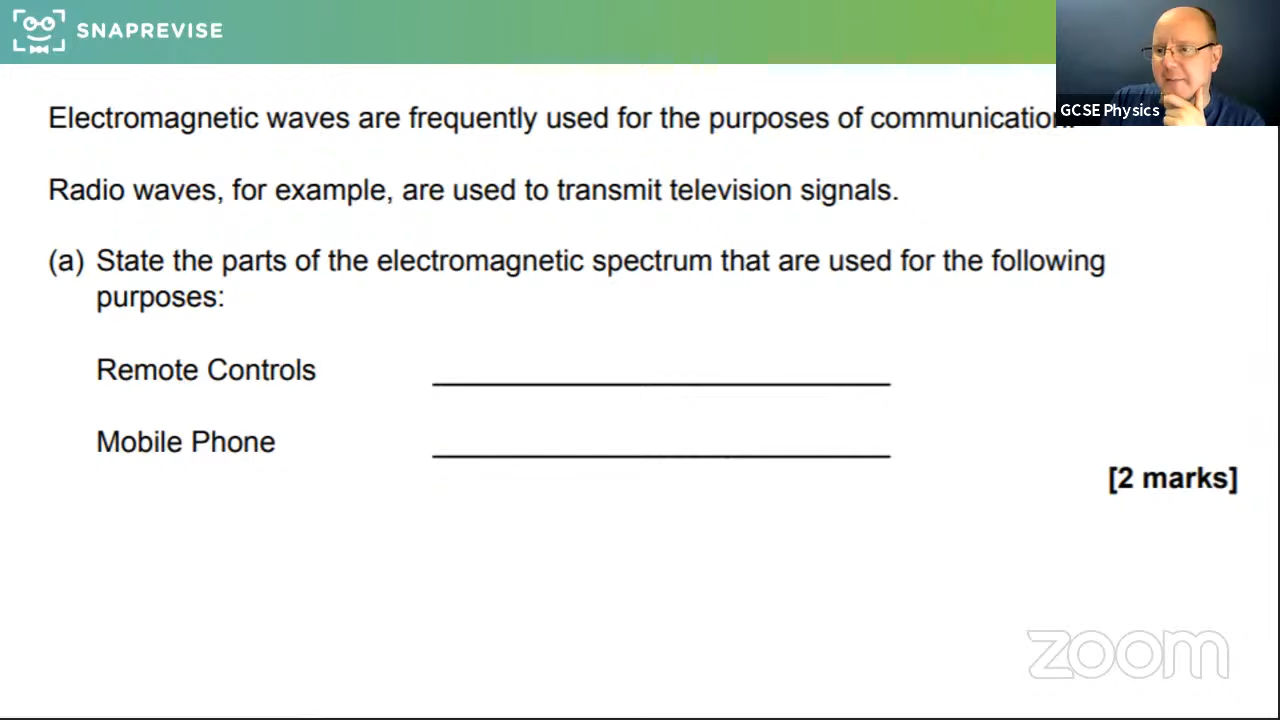 SNAPREVISE
GCSE Physics
Electromagnetic waves are frequently used for the purposes of communication.
Radio waves, for example, are used to transmit television signals.
(a) State the parts of the electromagnetic spectrum that are used for the following
purposes:
Remote Controls
Mobile Phone
[2 marks]
zoom